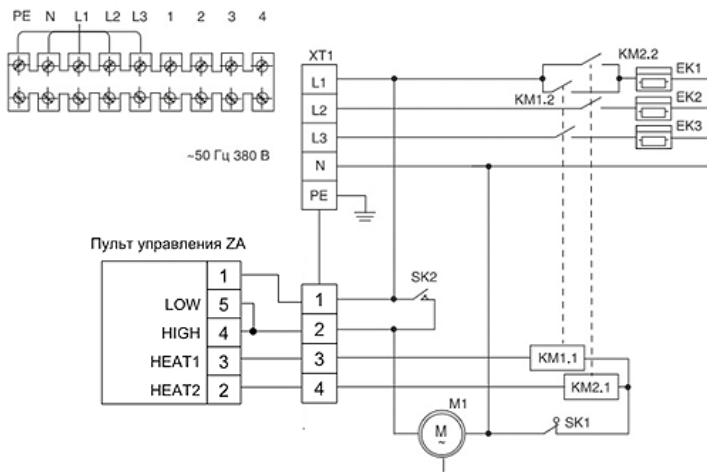 PE N L1 L2 L3 1 2 3 4
~50 Гц 380 В
XT1
L1
L2
L3
N
PE
KM2.2
KM1.2
EK1
EK2
EK3
Пульт управления ZA
1
LOW 5
HIGH 4
HEAT1 3
HEAT2 2
1
2
3
4
SK2
KM1.1
KM2.1
M1
M
~
SK1